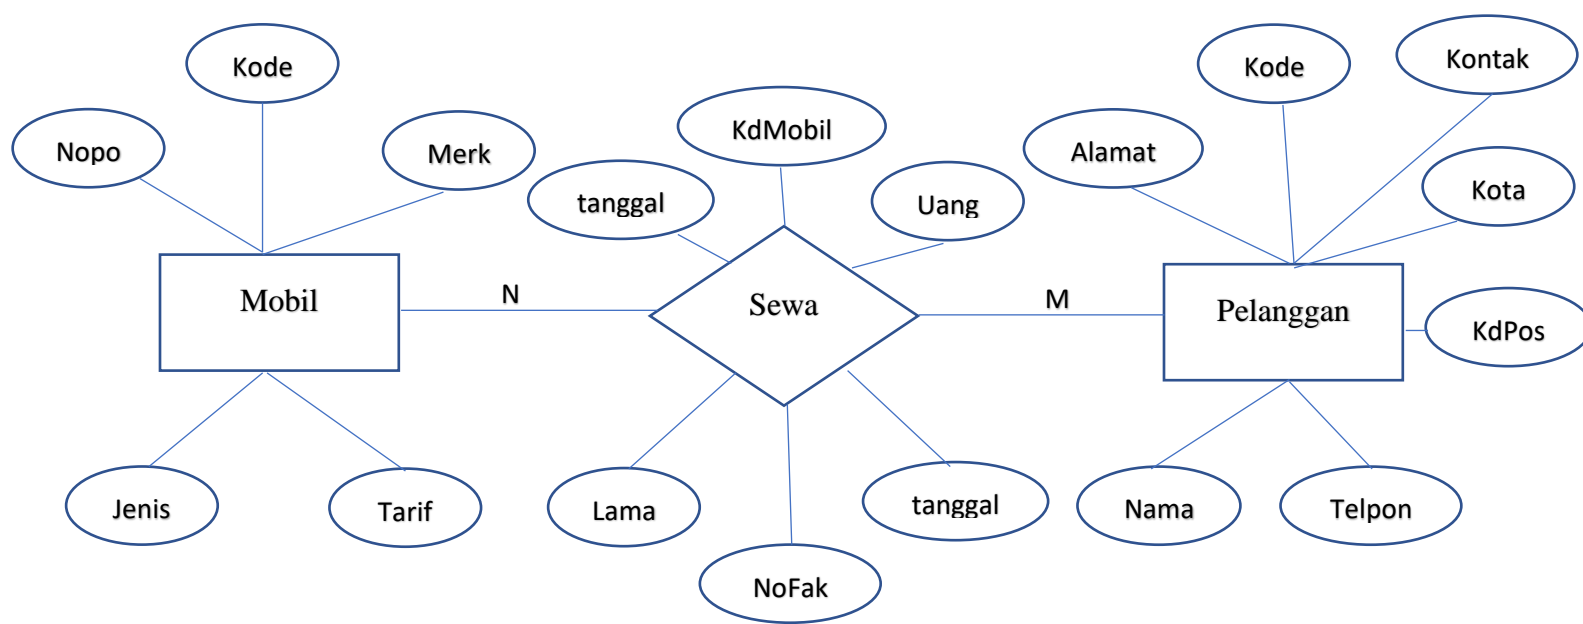 Kode
Kode
Kontak
Nopo
Merk
KdMobil
Alamat
tanggal
Uang
Kota
Mobil
N
Sewa
M
Pelanggan
KdPos
Jenis
Tarif
Lama
tanggal
Nama
Telpon
NoFak